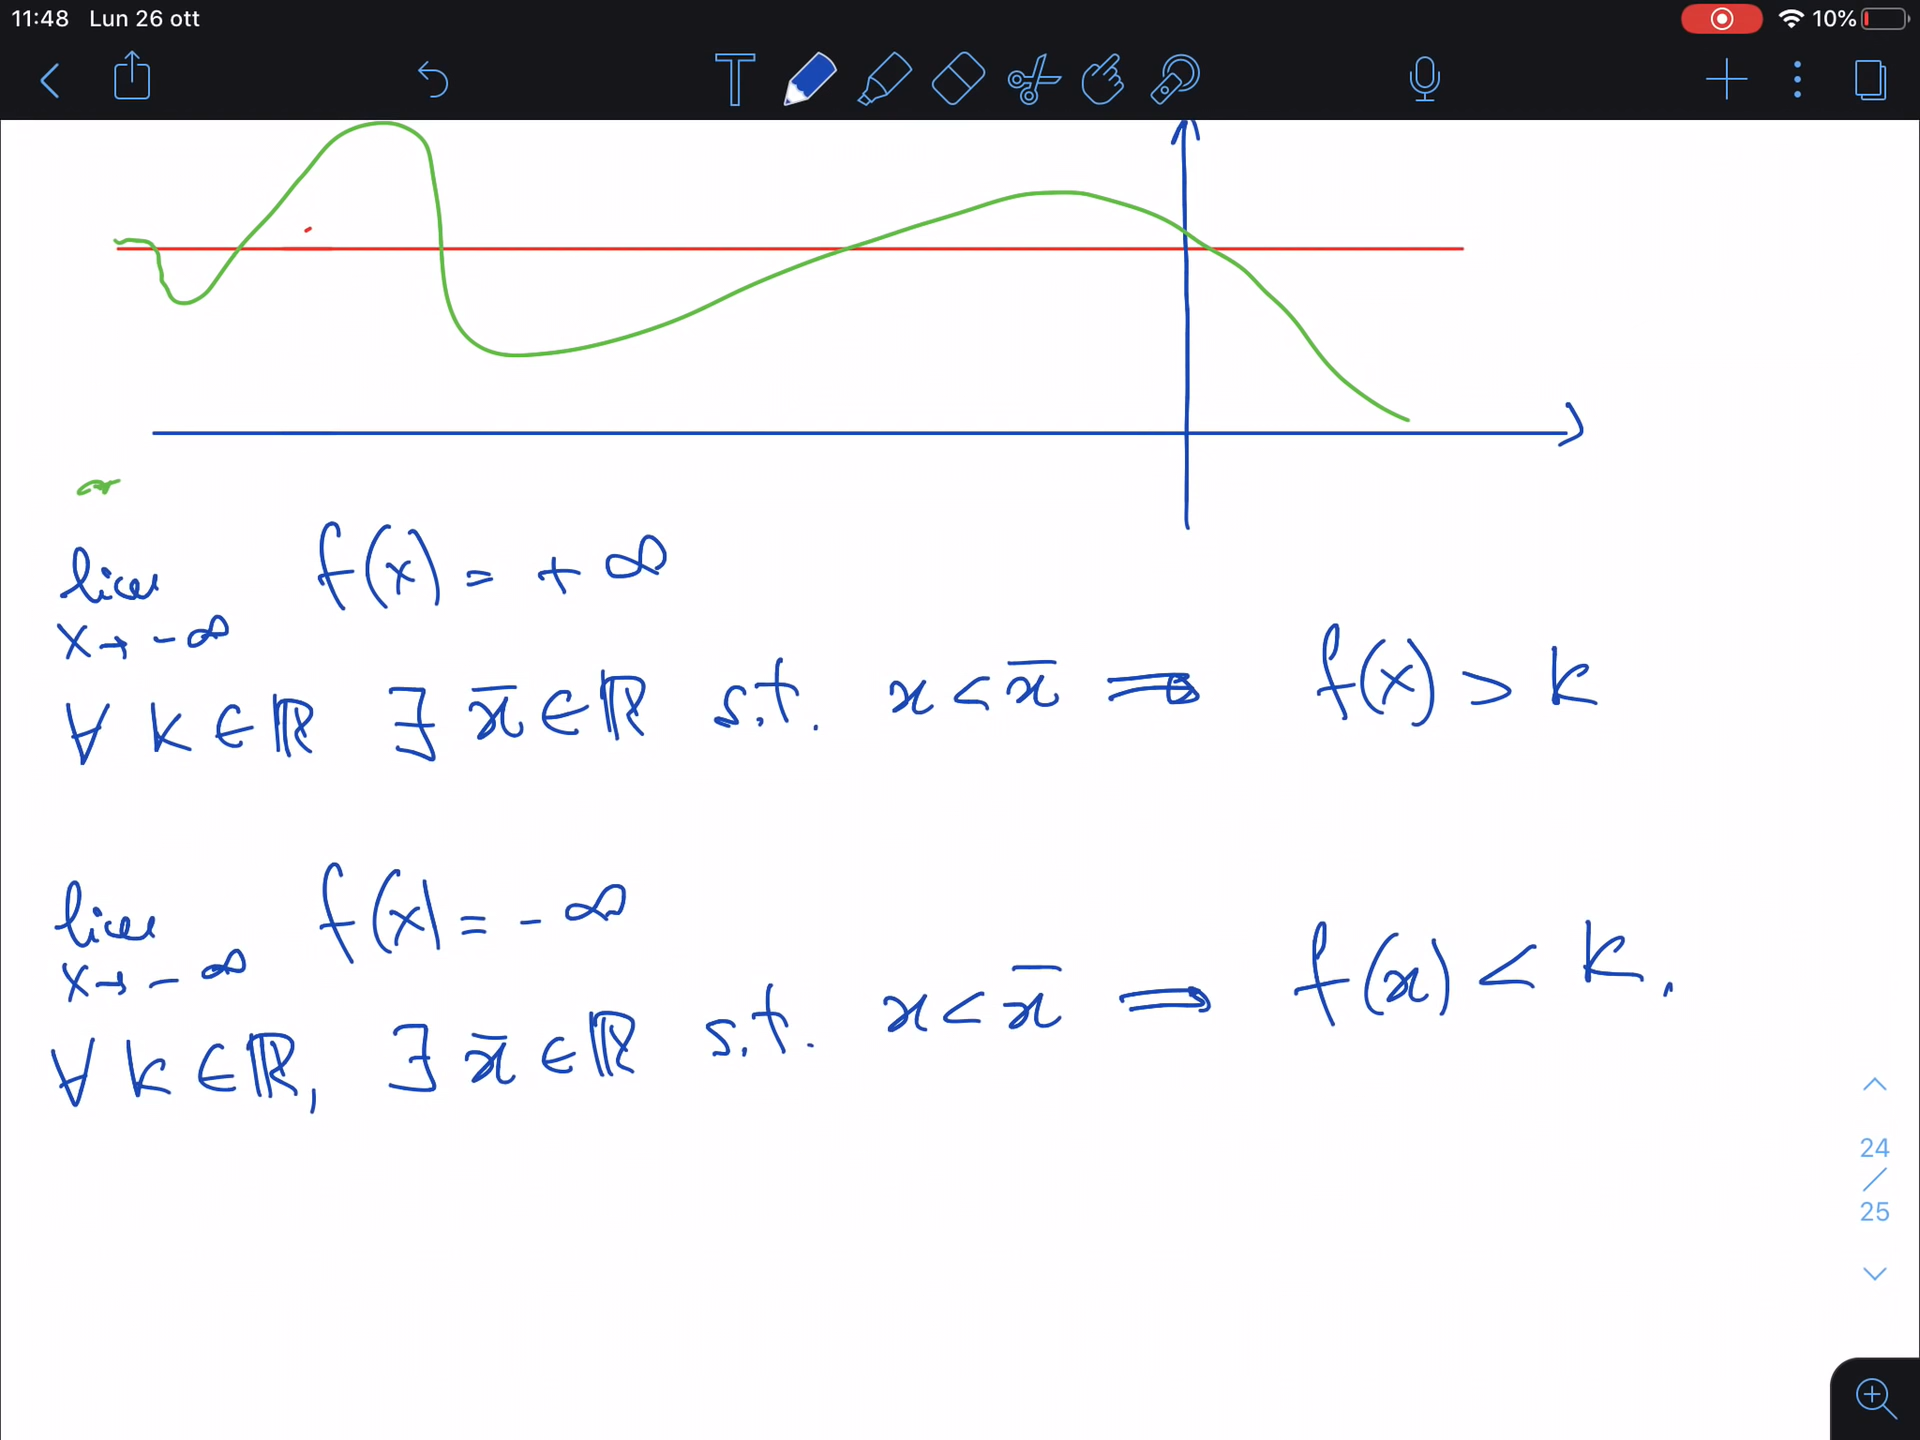 11:48 Lun 26 ott 10%
T
lim f(x) = + ∞
x → - ∞
∀ k ∈ ℝ ∃ x̄ ∈ ℝ s.t. x < x̄ ⇒ f(x) > k
lim f(x) = - ∞
x → - ∞
∀ k ∈ ℝ, ∃ x̄ ∈ ℝ s.t. x < x̄ ⇒ f(x) < k.
24
/
25